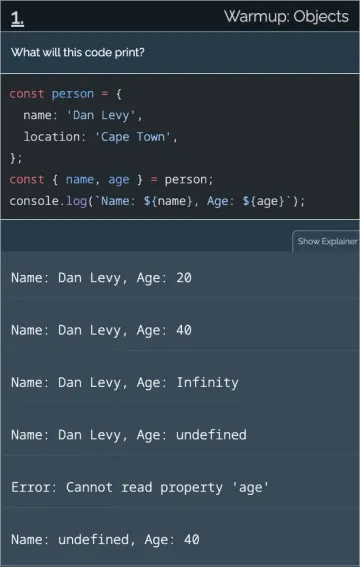 1.
Warmup: Objects
What will this code print?
const person = {
  name: 'Dan Levy',
  location: 'Cape Town',
};
const { name, age } = person;
console.log(`Name: ${name}, Age: ${age}`);
Show Explainer
Name: Dan Levy, Age: 20
Name: Dan Levy, Age: 40
Name: Dan Levy, Age: Infinity
Name: Dan Levy, Age: undefined
Error: Cannot read property 'age'
Name: undefined, Age: 40